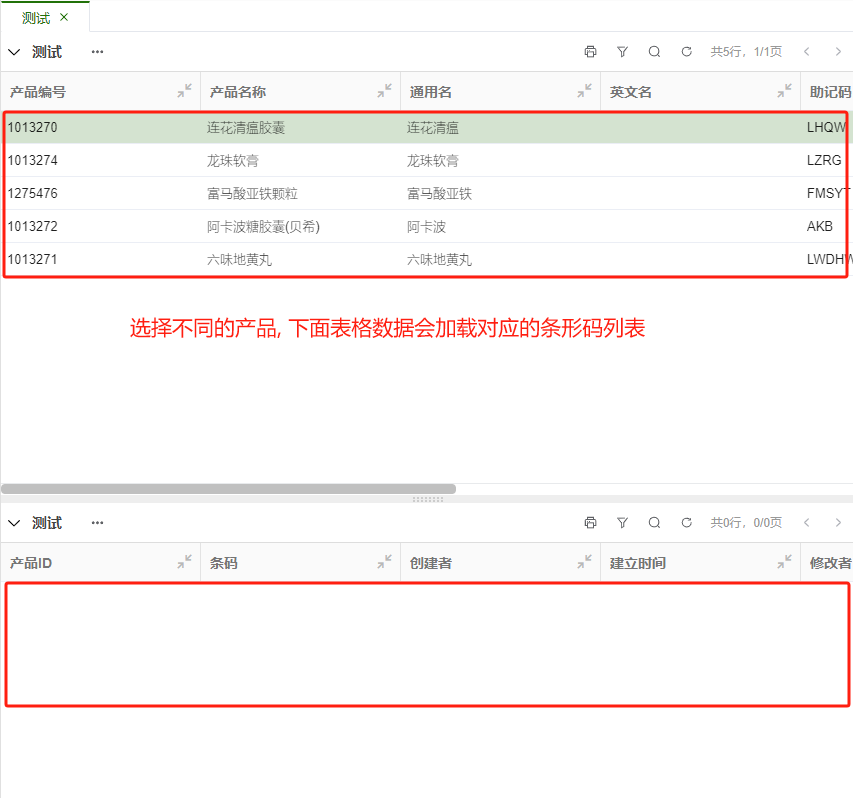 测试 ×
测试 ···
共5行，1/1页
产品编号 产品名称 通用名 英文名 助记码
1013270 连花清瘟胶囊 连花清瘟 LHQW
1013274 龙珠软膏 龙珠软膏 LZRG
1275476 富马酸亚铁颗粒 富马酸亚铁 FMSYT
1013272 阿卡波糖胶囊(贝希) 阿卡波 AKB
1013271 六味地黄丸 六味地黄丸 LWDHW
选择不同的产品, 下面表格数据会加载对应的条形码列表
测试 ···
共0行，0/0页
产品ID 条码 创建者 建立时间 修改者